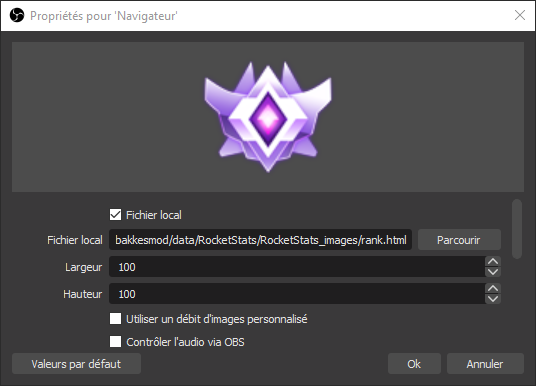 Propriétés pour 'Navigateur'
Fichier local
Fichier local bakkesmod/data/RocketStats/RocketStats_images/rank.html Parcourir
Largeur 100
Hauteur 100
Utiliser un débit d'images personnalisé
Contrôler l'audio via OBS
Valeurs par défaut Ok Annuler